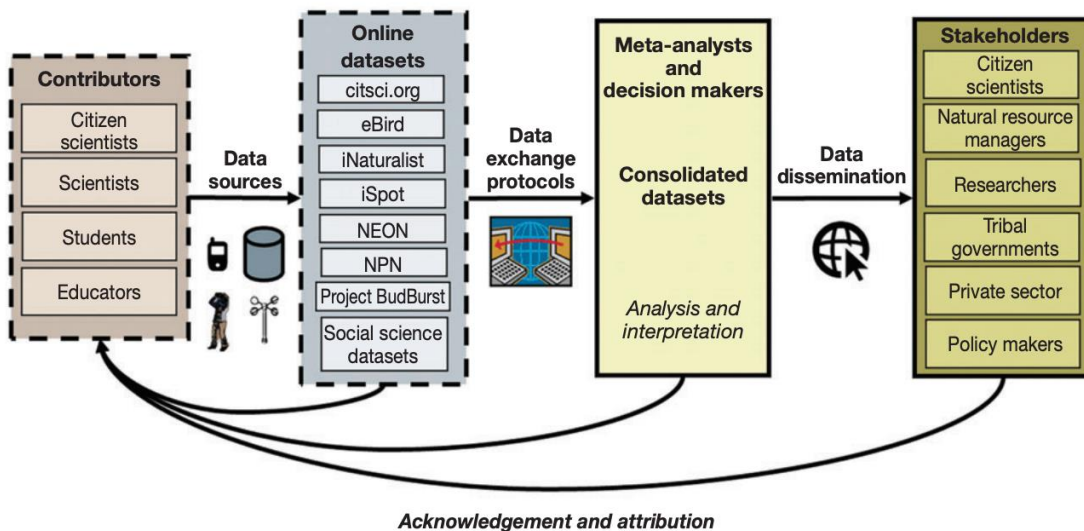 Contributors
Citizen
scientists
Scientists
Students
Educators
Data
sources
Online
datasets
citsci.org
eBird
iNaturalist
iSpot
NEON
NPN
Project BudBurst
Social science
datasets
Data
exchange
protocols
Meta-analysts
and
decision makers
Consolidated
datasets
Analysis and
interpretation
Data
dissemination
Stakeholders
Citizen
scientists
Natural resource
managers
Researchers
Tribal
governments
Private sector
Policy makers
Acknowledgement and attribution